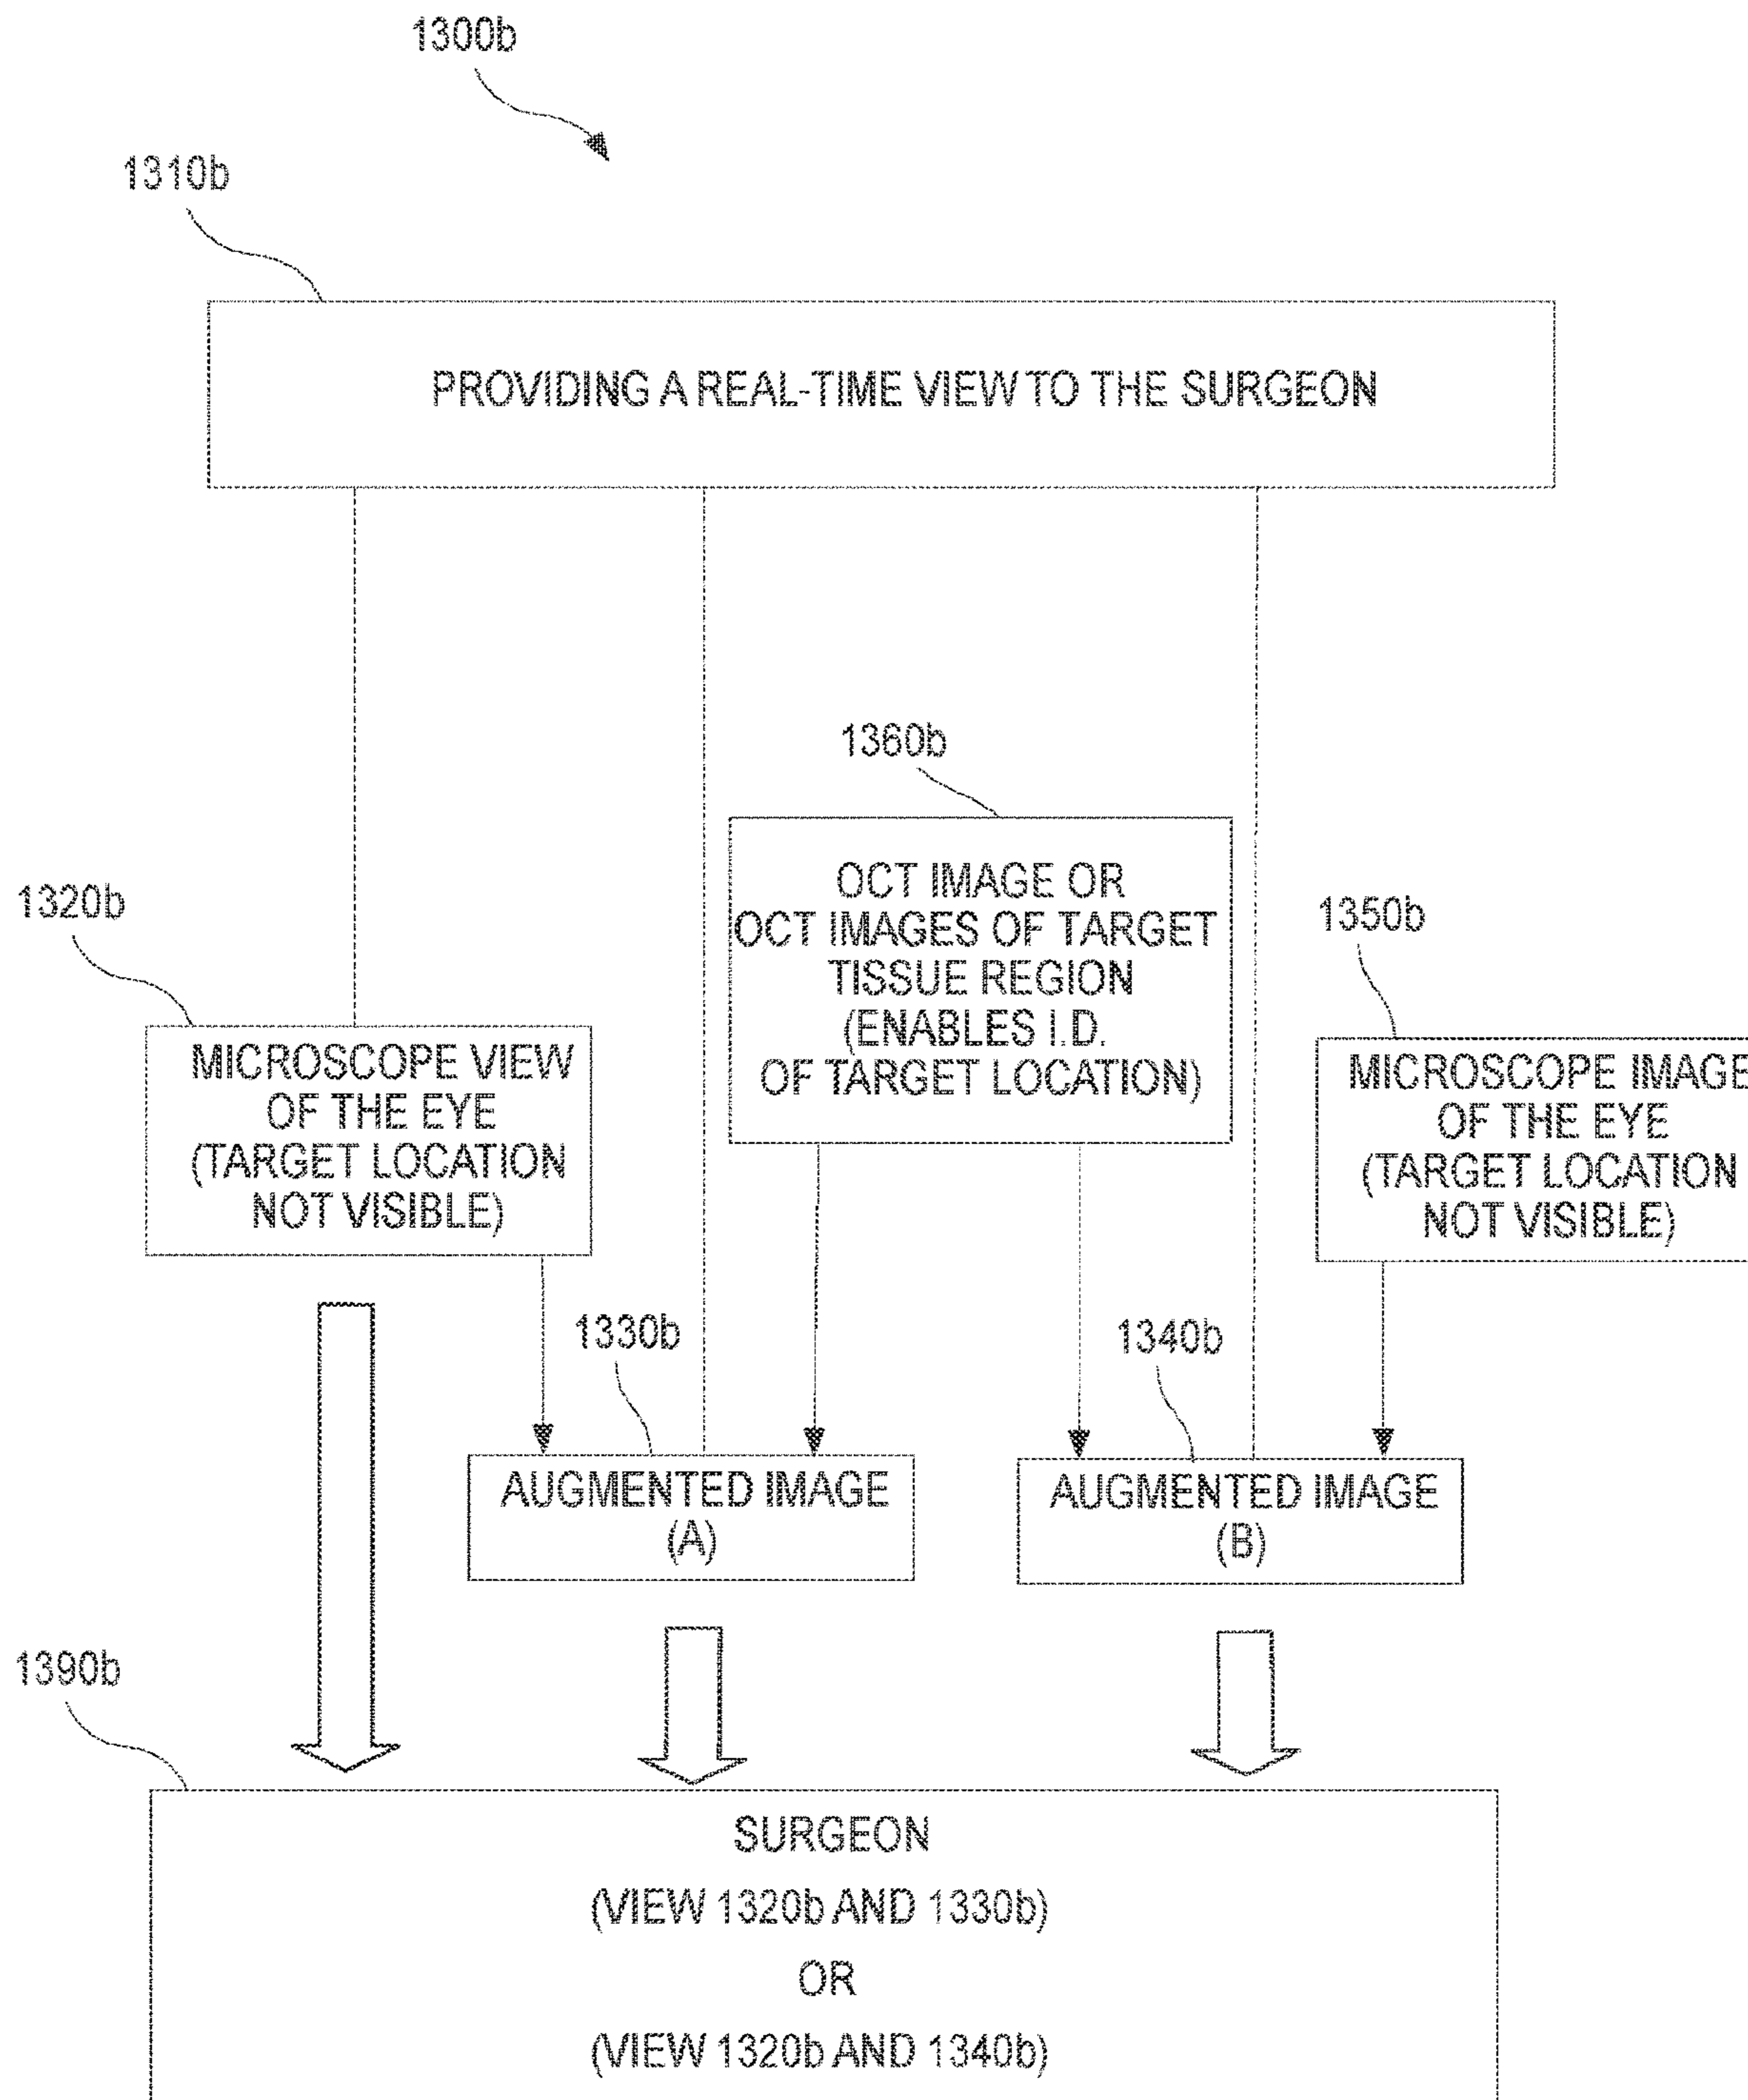 1300b
1310b
PROVIDING A REAL-TIME VIEW TO THE SURGEON
1360b
OCT IMAGE OR
OCT IMAGES OF TARGET
TISSUE REGION
(ENABLES I.D.
OF TARGET LOCATION)
1320b
MICROSCOPE VIEW
OF THE EYE
(TARGET LOCATION
NOT VISIBLE)
1350b
MICROSCOPE IMAGE
OF THE EYE
(TARGET LOCATION
NOT VISIBLE)
1330b
AUGMENTED IMAGE
(A)
1340b
AUGMENTED IMAGE
(B)
1390b
SURGEON
(VIEW 1320b AND 1330b)
OR
(VIEW 1320b AND 1340b)